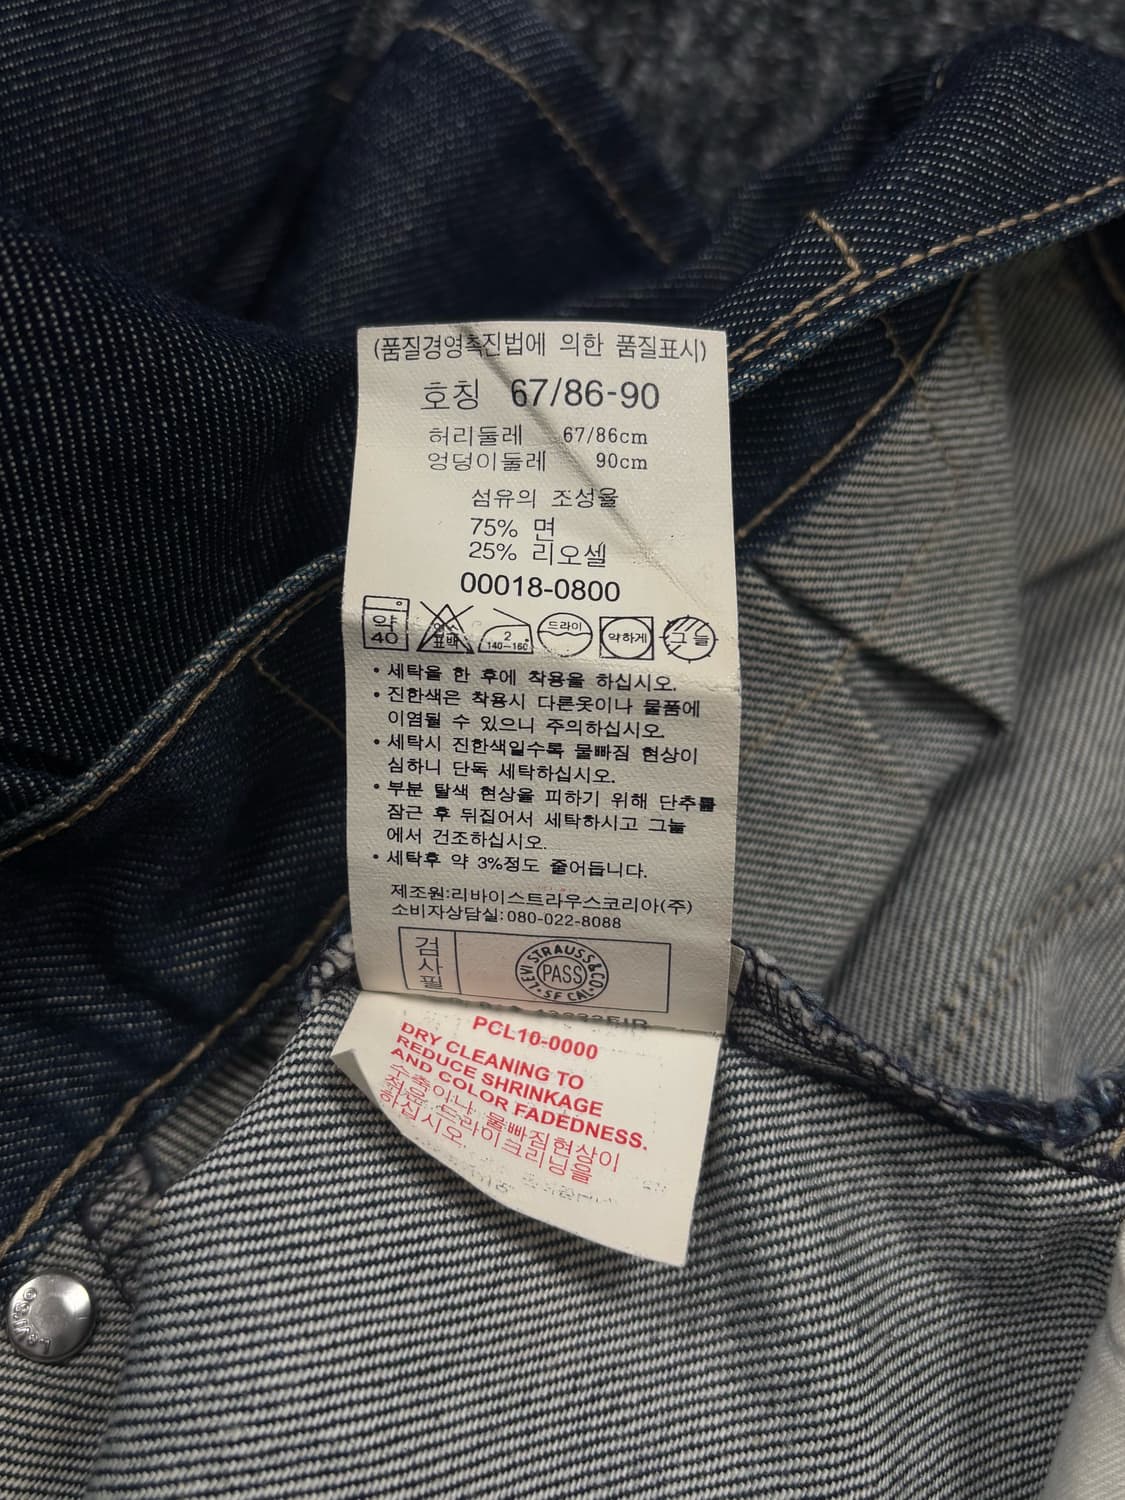 (품질경영촉진법에 의한 품질표시)
호칭 67/86-90
허리둘레 67/86cm
엉덩이둘레 90cm
섬유의 조성율
75% 면
25% 리오셀
00018-0800
약
40
표백
2
140-160
드라이
약하게
그늘
• 세탁을 한 후에 착용을 하십시오.
• 진한색은 착용시 다른옷이나 물품에
이염될 수 있으니 주의하십시오.
• 세탁시 진한색일수록 물빠짐 현상이
심하니 단독 세탁하십시오.
• 부분 탈색 현상을 피하기 위해 단추를
잠근 후 뒤집어서 세탁하시고 그늘
에서 건조하십시오.
• 세탁후 약 3%정도 줄어듭니다.
제조원:리바이스트라우스코리아(주)
소비자상담실:080-022-8088
검사필
LEVI STRAUSS & CO.
PASS
S F CAL
PCL10-0000
DRY CLEANING TO
REDUCE SHRINKAGE
AND COLOR FADEDNESS.
수축이나 물빠짐현상이
적용 드라이크리닝을
하십시오.